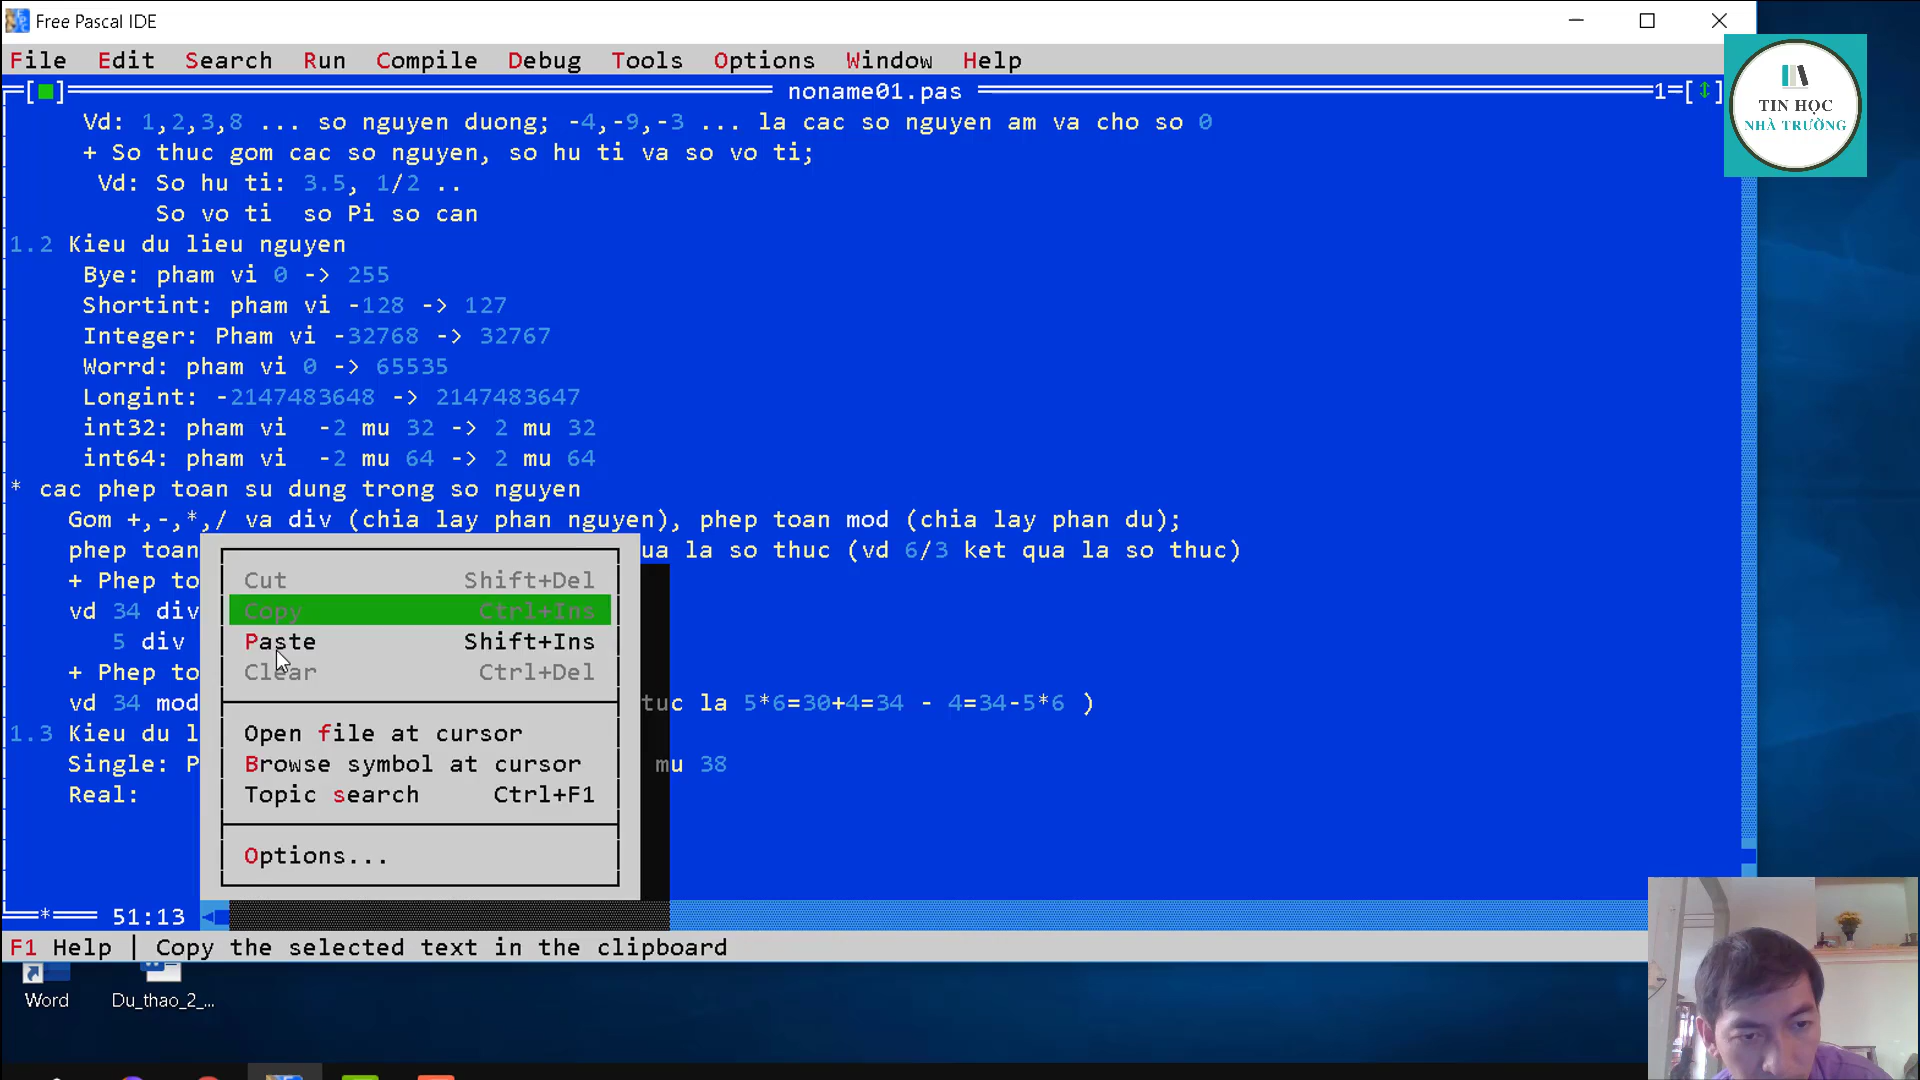 Free Pascal IDE
File Edit Search Run Compile Debug Tools Options Window Help
noname01.pas 1
TIN HỌC
NHÀ TRƯỜNG
Vd: 1,2,3,8 ... so nguyen duong; -4,-9,-3 ... la cac so nguyen am va cho so 0
+ So thuc gom cac so nguyen, so hu ti va so vo ti;
Vd: So hu ti: 3.5, 1/2 ..
So vo ti so Pi so can
1.2 Kieu du lieu nguyen
Bye: pham vi 0 -> 255
Shortint: pham vi -128 -> 127
Integer: Pham vi -32768 -> 32767
Worrd: pham vi 0 -> 65535
Longint: -2147483648 -> 2147483647
int32: pham vi -2 mu 32 -> 2 mu 32
int64: pham vi -2 mu 64 -> 2 mu 64
* cac phep toan su dung trong so nguyen
Gom +,-,*,/ va div (chia lay phan nguyen), phep toan mod (chia lay phan du);
phep toan ua la so thuc (vd 6/3 ket qua la so thuc)
+ Phep to
vd 34 div
5 div
+ Phep to
vd 34 mod tuc la 5*6=30+4=34 - 4=34-5*6 )
1.3 Kieu du l
Single: P mu 38
Real:
Cut Shift+Del
Copy Ctrl+Ins
Paste Shift+Ins
Clear Ctrl+Del
Open file at cursor
Browse symbol at cursor
Topic search Ctrl+F1
Options...
* 51:13
F1 Help | Copy the selected text in the clipboard
Word
Du_thao_2_...